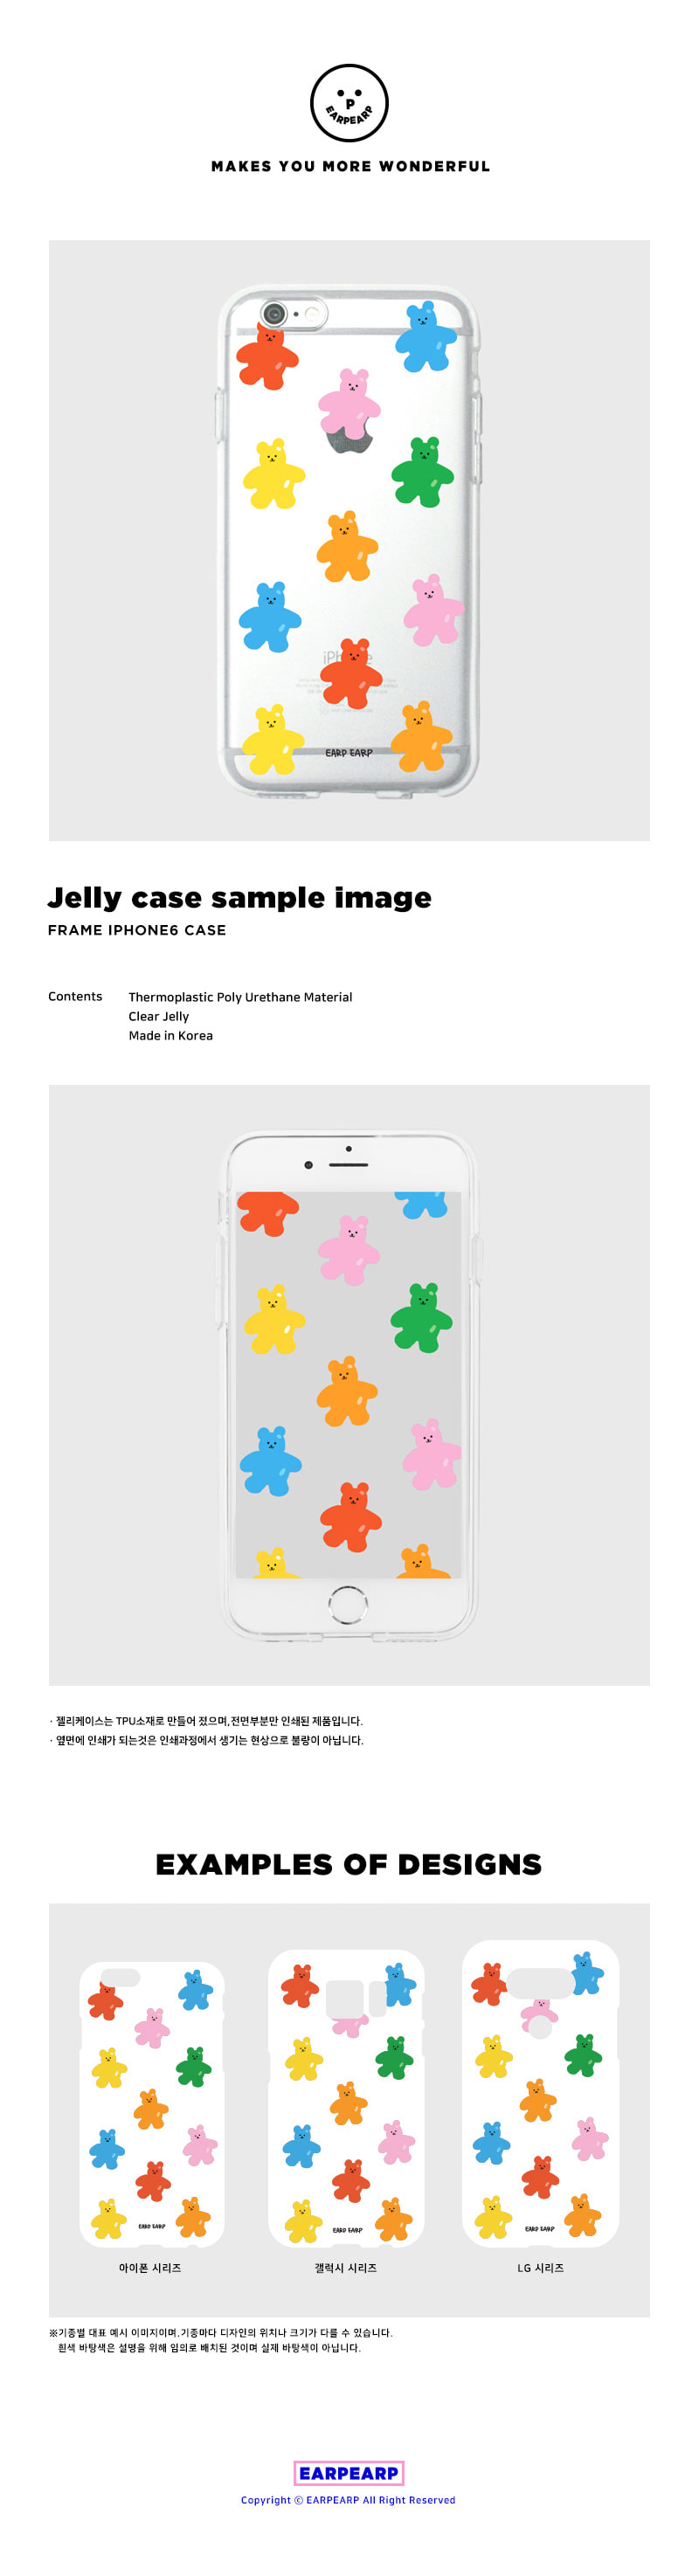 P
EARPEARP
MAKES YOU MORE WONDERFUL
EARP EARP
Jelly case sample image
FRAME IPHONE6 CASE
Contents
Thermoplastic Poly Urethane Material
Clear Jelly
Made in Korea
· 젤리케이스는 TPU소재로 만들어 졌으며,전면부분만 인쇄된 제품입니다.
· 옆면에 인쇄가 되는것은 인쇄과정에서 생기는 현상으로 불량이 아닙니다.
EXAMPLES OF DESIGNS
EARP EARP
EARP EARP
EARP EARP
아이폰 시리즈
갤럭시 시리즈
LG 시리즈
※기종별 대표 예시 이미지이며,기종마다 디자인의 위치나 크기가 다를 수 있습니다.
흰색 바탕색은 설명을 위해 임의로 배치된 것이며 실제 바탕색이 아닙니다.
EARPEARP
Copyright ⓒ EARPEARP All Right Reserved